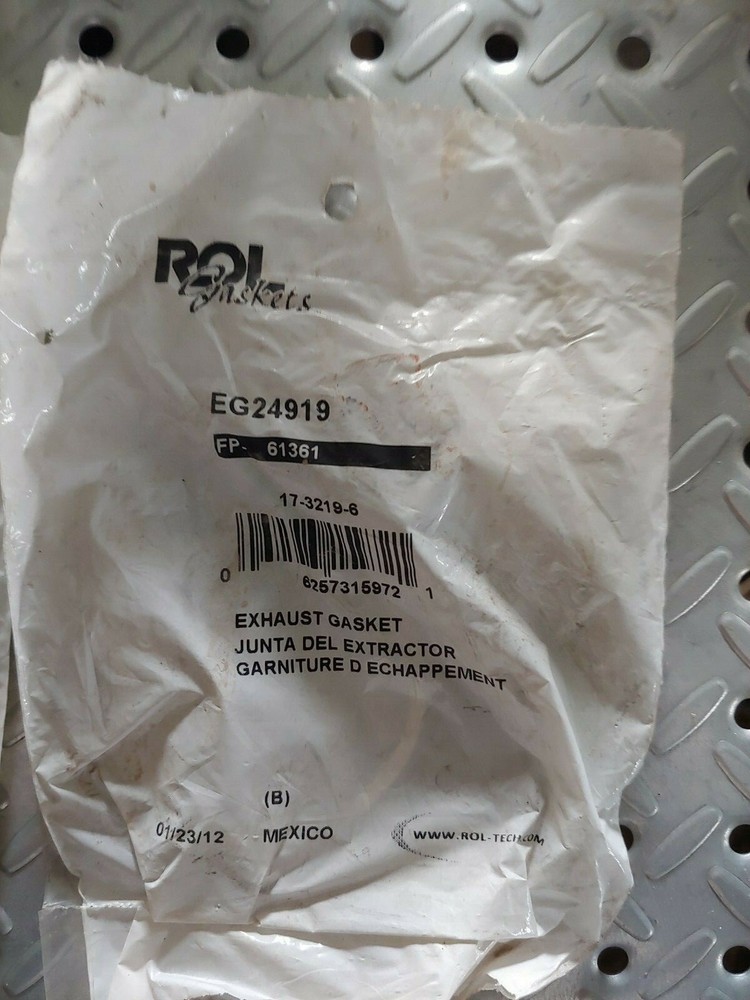 ROL
Gaskets
EG24919
FP- 61361
17-3219-6
0 6257315972 1
EXHAUST GASKET
JUNTA DEL EXTRACTOR
GARNITURE D ECHAPPEMENT
(B)
01/23/12 MEXICO
WWW.ROL-TECH.COM